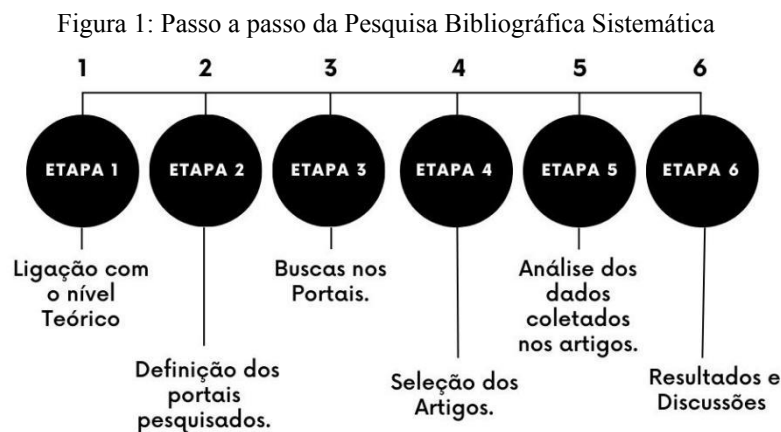 Figura 1: Passo a passo da Pesquisa Bibliográfica Sistemática
1 2 3 4 5 6
ETAPA 1 ETAPA 2 ETAPA 3 ETAPA 4 ETAPA 5 ETAPA 6
Ligação com
o nível
Teórico
Definição dos
portais
pesquisados.
Buscas nos
Portais.
Seleção dos
Artigos.
Análise dos
dados
coletados
nos artigos.
Resultados e
Discussões